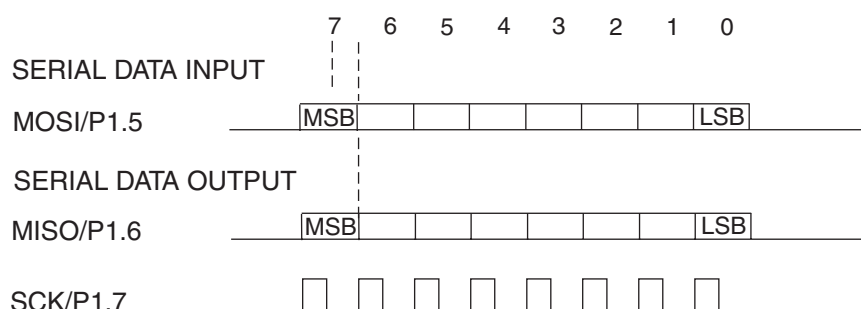 7 6 5 4 3 2 1 0
SERIAL DATA INPUT
MOSI/P1.5 MSB LSB
SERIAL DATA OUTPUT
MISO/P1.6 MSB LSB
SCK/P1.7